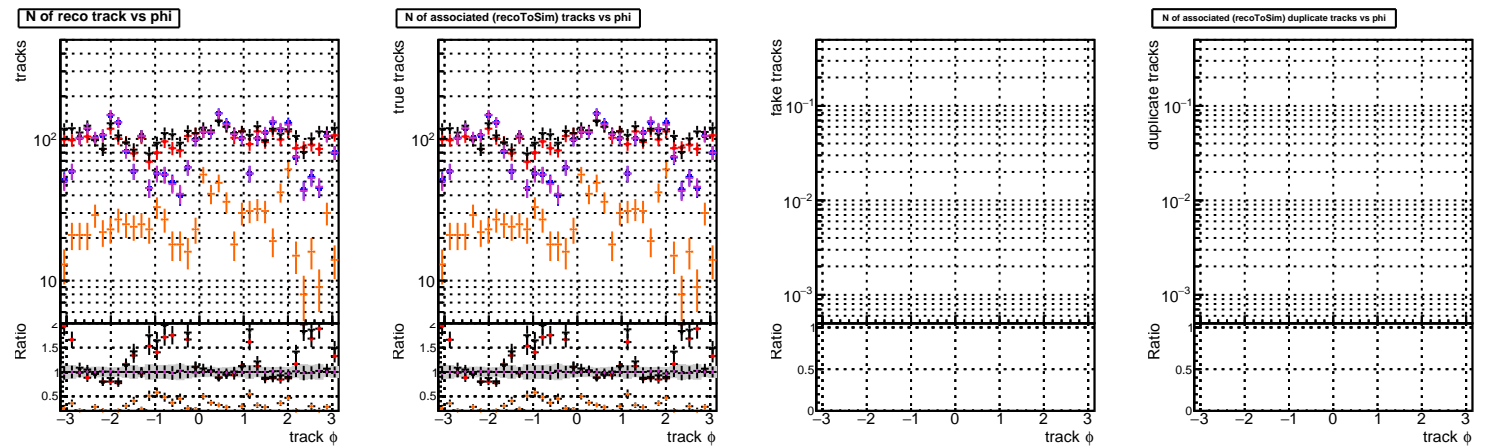 N of reco track vs phi
tracks
10²
10
Ratio
2
1.5
1
0.5
−3 −2 −1 0 1 2 3
track ϕ
N of associated (recoToSim) tracks vs phi
true tracks
10²
10
Ratio
2
1.5
1
0.5
−3 −2 −1 0 1 2 3
track ϕ
fake tracks
10⁻¹
10⁻²
10⁻³
Ratio
1
0.5
0
−3 −2 −1 0 1 2 3
track ϕ
N of associated (recoToSim) duplicate tracks vs phi
duplicate tracks
10⁻¹
10⁻²
10⁻³
Ratio
1
0.5
0
−3 −2 −1 0 1 2 3
track ϕ